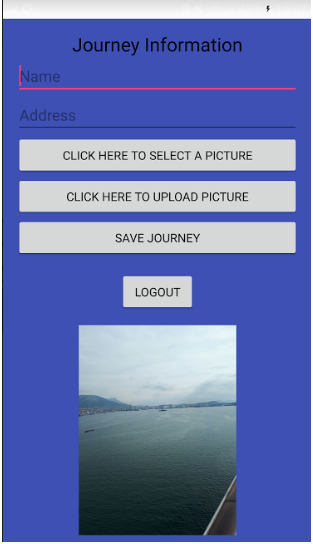 Journey Information
Name
Address
CLICK HERE TO SELECT A PICTURE
CLICK HERE TO UPLOAD PICTURE
SAVE JOURNEY
LOGOUT